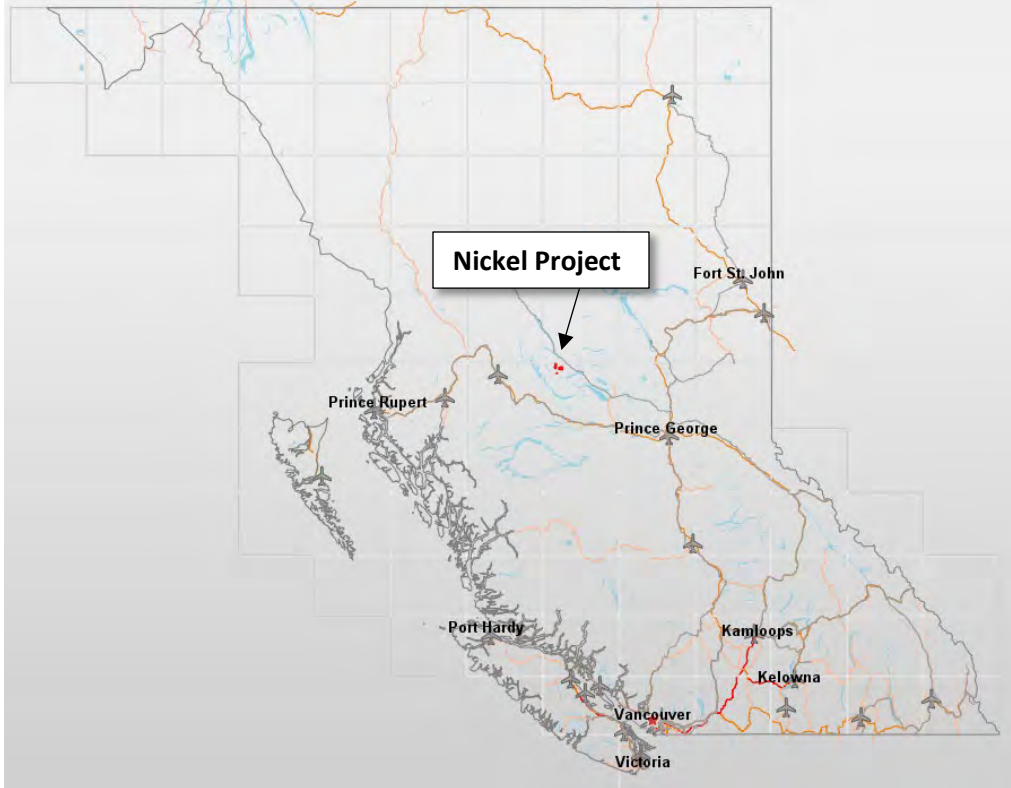 Nickel Project
Fort St. John
Prince Rupert
Prince George
Port Hardy
Kamloops
Kelowna
Vancouver
Victoria